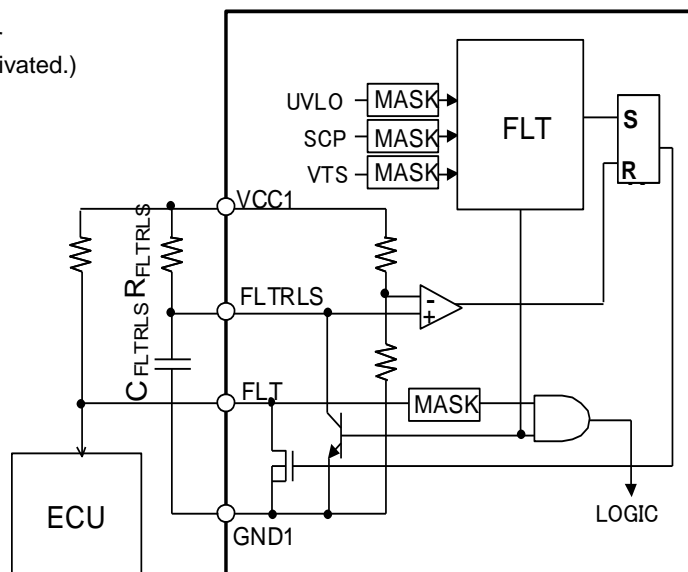 ivated.)
UVLO
MASK
SCP
MASK
VTS
MASK
FLT
S
R
VCC1
CFLTRLS RFLTRLS
FLTRLS
-
+
FLT
MASK
ECU
LOGIC
GND1